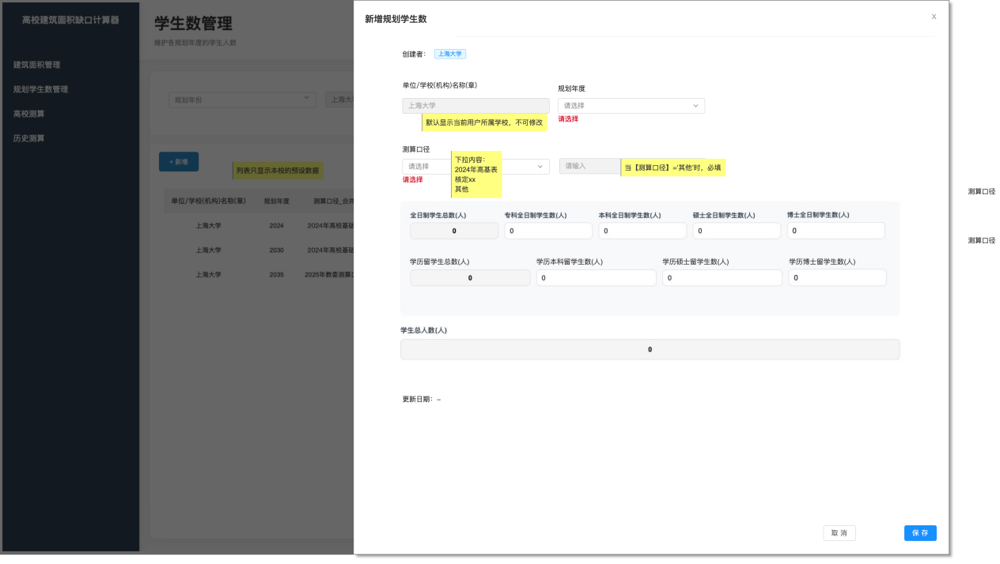 高校建筑面积缺口计算器
建筑面积管理
规划学生数管理
高校测算
历史测算
学生数管理
维护各规划年度的学生人数
规划年份
上海大
+ 新增
列表只显示本校的预设数据
单位/学校(机构)名称(章) 规划年度 测算口径_合并
上海大学 2024 2024年高校基础
上海大学 2030 2024年高校基础
上海大学 2035 2025年教委测算口
新增规划学生数
X
创建者： 上海大学
单位/学校(机构)名称(章)
规划年度
上海大学
请选择
默认显示当前用户所属学校，不可修改
请选择
测算口径
请选择
请选择
下拉内容：
2024年高基表
核定xx
其他
请输入
当【测算口径】='其他'时，必填
全日制学生总数(人) 专科全日制学生数(人) 本科全日制学生数(人) 硕士全日制学生数(人) 博士全日制学生数(人)
0 0 0 0 0
学历留学生总数(人) 学历本科留学生数(人) 学历硕士留学生数(人) 学历博士留学生数(人)
0 0 0 0
学生总人数(人)
0
更新日期： –
取 消
保 存
测算口径
测算口径